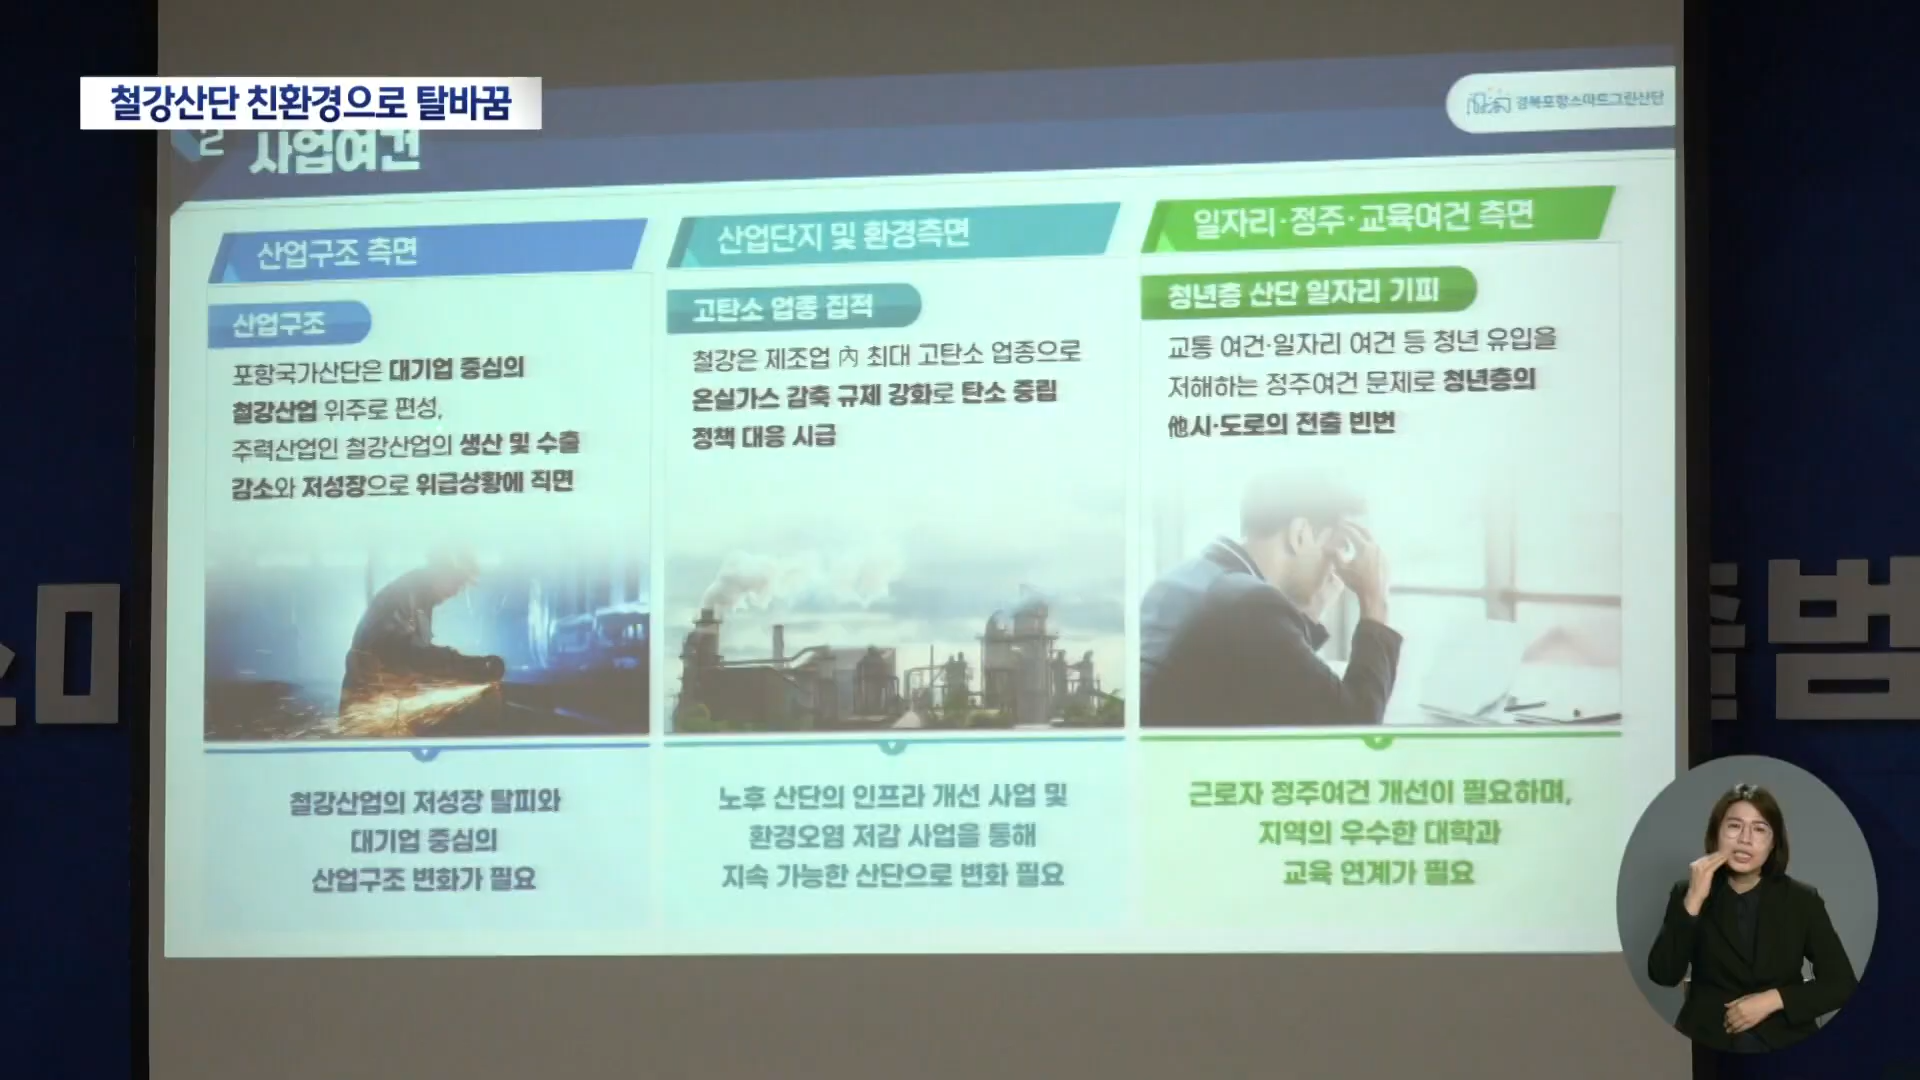 철강산단 친환경으로 탈바꿈
경북포항스마트그린산단
2 사업여건
산업구조 측면
산업구조
포항국가산단은 대기업 중심의
철강산업 위주로 편성,
주력산업인 철강산업의 생산 및 수출
감소와 저성장으로 위급상황에 직면
철강산업의 저성장 탈피와
대기업 중심의
산업구조 변화가 필요
산업단지 및 환경측면
고탄소 업종 집적
철강은 제조업 內 최대 고탄소 업종으로
온실가스 감축 규제 강화로 탄소 중립
정책 대응 시급
노후 산단의 인프라 개선 사업 및
환경오염 저감 사업을 통해
지속 가능한 산단으로 변화 필요
일자리·정주·교육여건 측면
청년층 산단 일자리 기피
교통 여건·일자리 여건 등 청년 유입을
저해하는 정주여건 문제로 청년층의
他시·도로의 전출 빈번
근로자 정주여건 개선이 필요하며,
지역의 우수한 대학과
교육 연계가 필요
범